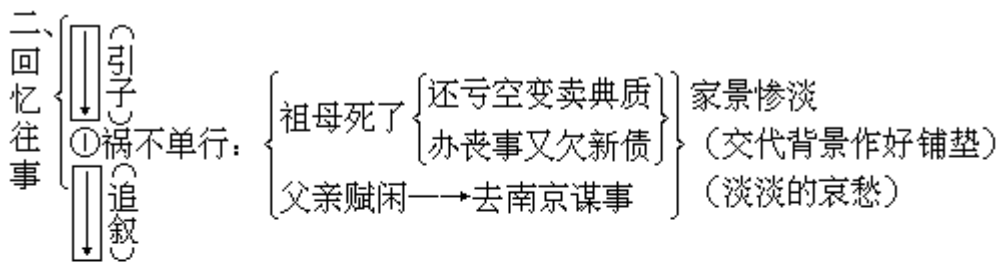 二、回忆往事
（引子）
①祸不单行：
祖母死了
还亏空变卖典质
办丧事又欠新债
父亲赋闲→去南京谋事
家景惨淡
（交代背景作好铺垫）
（淡淡的哀愁）
（追叙）